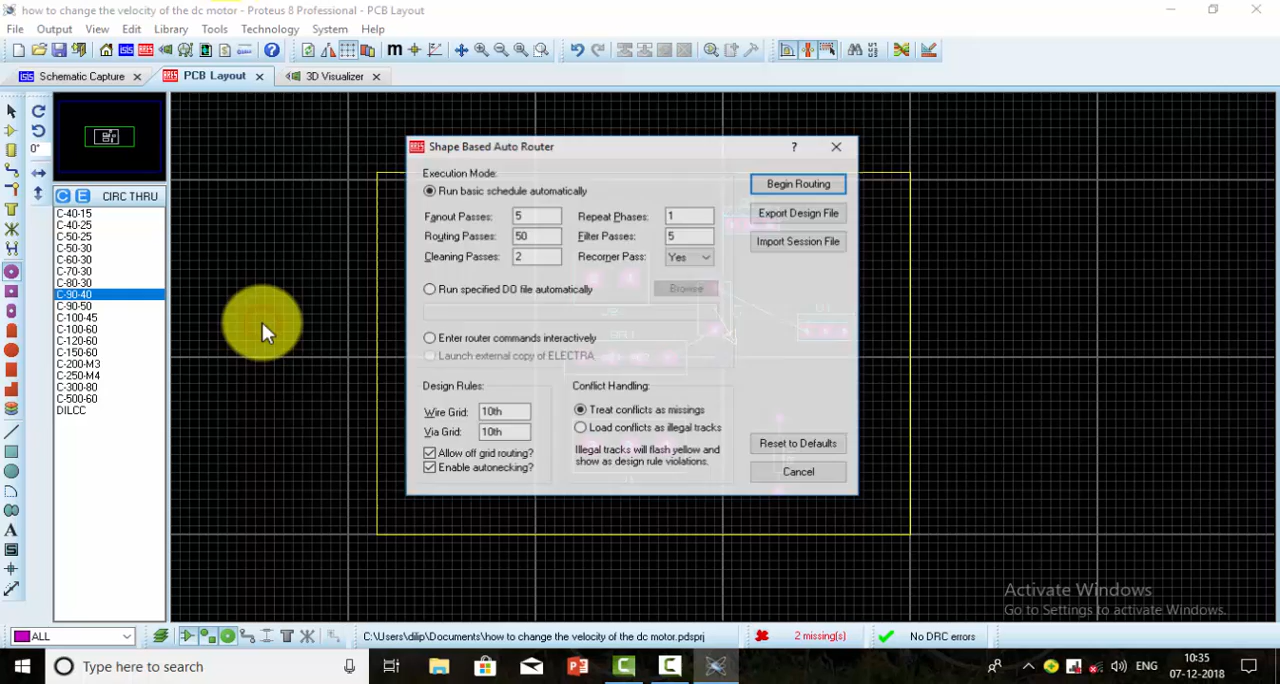 how to change the velocity of the dc motor - Proteus 8 Professional - PCB Layout
File Output View Edit Library Tools Technology System Help
Schematic Capture PCB Layout 3D Visualizer
0°
C E CIRC THRU
C-40-15
C-40-25
C-50-25
C-50-30
C-60-30
C-70-30
C-80-30
C-90-40
C-90-50
C-100-45
C-100-60
C-120-60
C-150-60
C-200-M3
C-250-M4
C-300-80
C-500-60
DILCC
Shape Based Auto Router
Execution Mode:
Run basic schedule automatically
Begin Routing
Fanout Passes: 5 Repeat Phases: 1
Export Design File
Routing Passes: 50 Filter Passes: 5
Import Session File
Cleaning Passes: 2 Recorner Pass: Yes
Run specified DO file automatically Browse
Enter router commands interactively
Launch external copy of ELECTRA
Design Rules:
Wire Grid: 10th
Via Grid: 10th
Allow off grid routing?
Enable autonecking?
Conflict Handling:
Treat conflicts as missings
Load conflicts as illegal tracks
Illegal tracks will flash yellow and
show as design rule violations.
Reset to Defaults
Cancel
Activate Windows
Go to Settings to activate Windows.
ALL C:\Users\dilip\Documents\how to change the velocity of the dc motor.pdsprj 2 missing(s) No DRC errors
Type here to search
ENG
10:35
07-12-2018